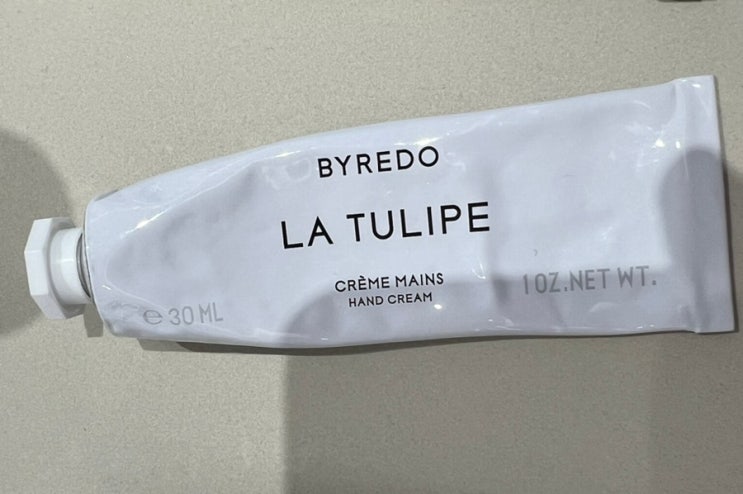 BYREDO
LA TULIPE
CRÈME MAINS
HAND CREAM
e 30 ML
1 OZ.NET WT.